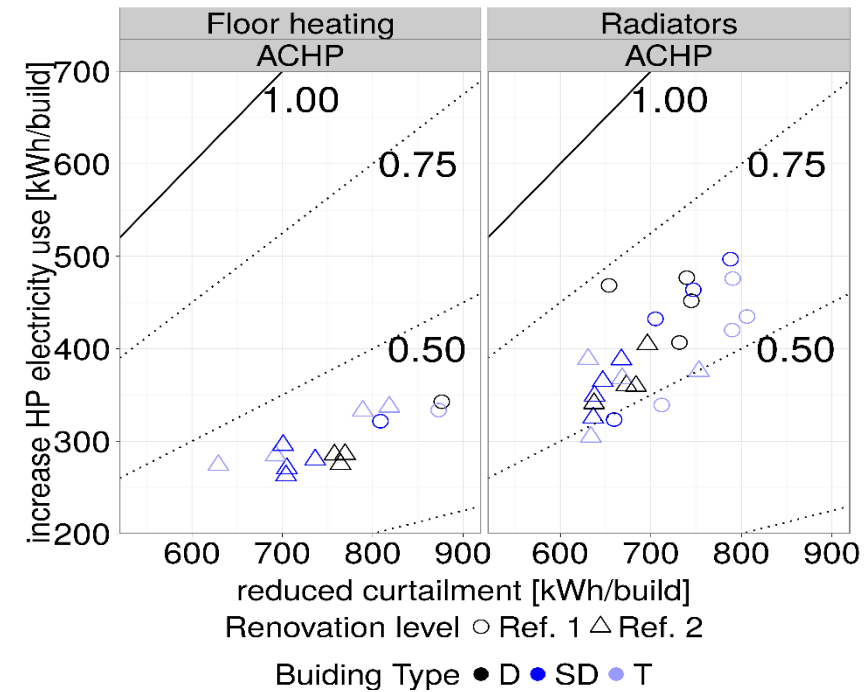 Floor heating Radiators
ACHP ACHP
increase HP electricity use [kWh/build]
700
600
500
400
300
200
1.00
0.75
0.50
1.00
0.75
0.50
600 700 800 900 600 700 800 900
reduced curtailment [kWh/build]
Renovation level Ref. 1 Ref. 2
Buiding Type D SD T